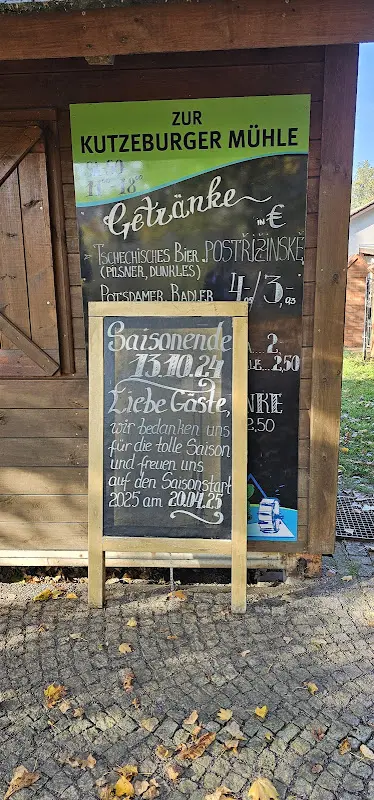 ZUR
KUTZEBURGER MÜHLE
Getränke in €
Tschechisches Bier „POSTŘIŽINSKÉ
(PILSNER, DUNKLES)
Potsdamer Radler 4,-/3,-
2,-
2,50
2,50
Saisonende
13.10.24
Liebe Gäste,
wir bedanken uns
für die tolle Saison
und freuen uns
auf den Saisonstart
2025 am 20.04.25